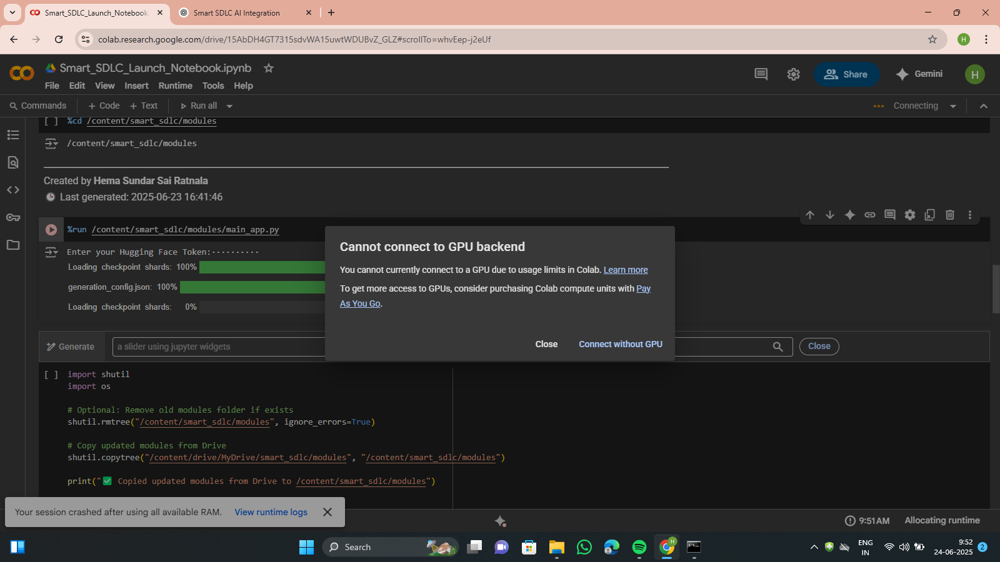 Smart_SDLC_Launch_Notebook.
Smart SDLC AI Integration
colab.research.google.com/drive/15AbDH4GT7315sdvWA15uwtWDUBvZ_GLZ#scrollTo=whvEep-j2eUf
H
CO
Smart_SDLC_Launch_Notebook.ipynb
Share
Gemini
H
File Edit View Insert Runtime Tools Help
Commands + Code + Text Run all
Connecting
[ ] %cd /content/smart_sdlc/modules
/content/smart_sdlc/modules
Created by Hema Sundar Sai Ratnala
Last generated: 2025-06-23 16:41:46
%run /content/smart_sdlc/modules/main_app.py
Enter your Hugging Face Token:··········
Loading checkpoint shards: 100%
generation_config.json: 100%
Loading checkpoint shards: 0%
Cannot connect to GPU backend
You cannot currently connect to a GPU due to usage limits in Colab. Learn more
To get more access to GPUs, consider purchasing Colab compute units with Pay
As You Go.
Close Connect without GPU
Generate a slider using jupyter widgets Close
[ ] import shutil
import os
# Optional: Remove old modules folder if exists
shutil.rmtree("/content/smart_sdlc/modules", ignore_errors=True)
# Copy updated modules from Drive
shutil.copytree("/content/drive/MyDrive/smart_sdlc/modules", "/content/smart_sdlc/modules")
print("✅ Copied updated modules from Drive to /content/smart_sdlc/modules")
Your session crashed after using all available RAM. View runtime logs
9:51 AM Allocating runtime
Search
H
ENG
IN
9:52
24-06-2025
2